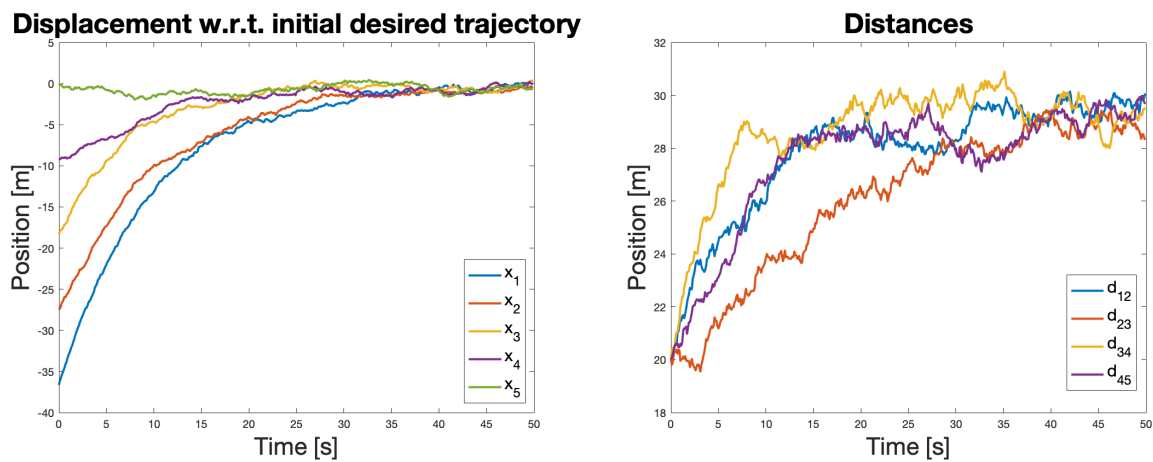 Displacement w.r.t. initial desired trajectory
5
0
-5
-10
-15
-20
-25
-30
-35
-40
Position [m]
0 5 10 15 20 25 30 35 40 45 50
Time [s]
x1
x2
x3
x4
x5
Distances
32
30
28
26
24
22
20
18
Position [m]
0 5 10 15 20 25 30 35 40 45 50
Time [s]
d12
d23
d34
d45